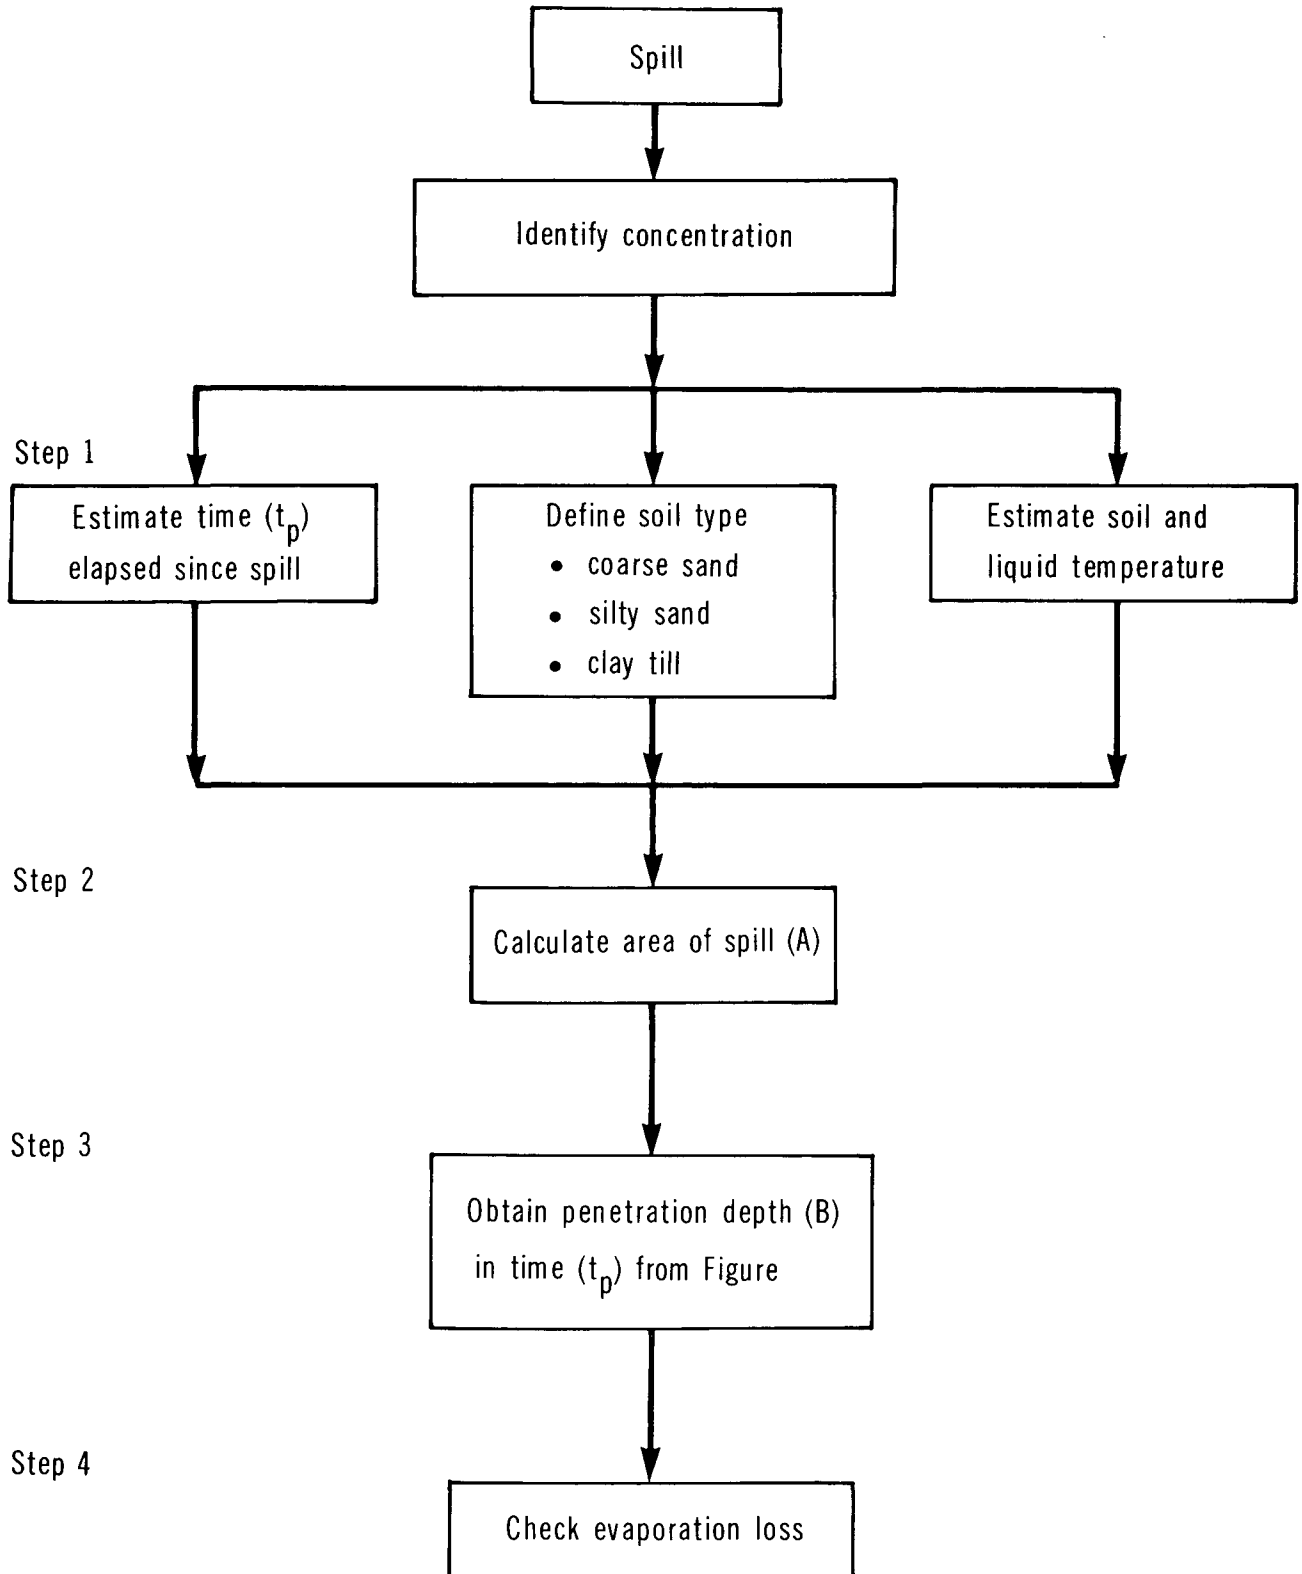 Spill
Identify concentration
Step 1
Estimate time (tp)
elapsed since spill
Define soil type
• coarse sand
• silty sand
• clay till
Estimate soil and
liquid temperature
Step 2
Calculate area of spill (A)
Step 3
Obtain penetration depth (B)
in time (tp) from Figure
Step 4
Check evaporation loss